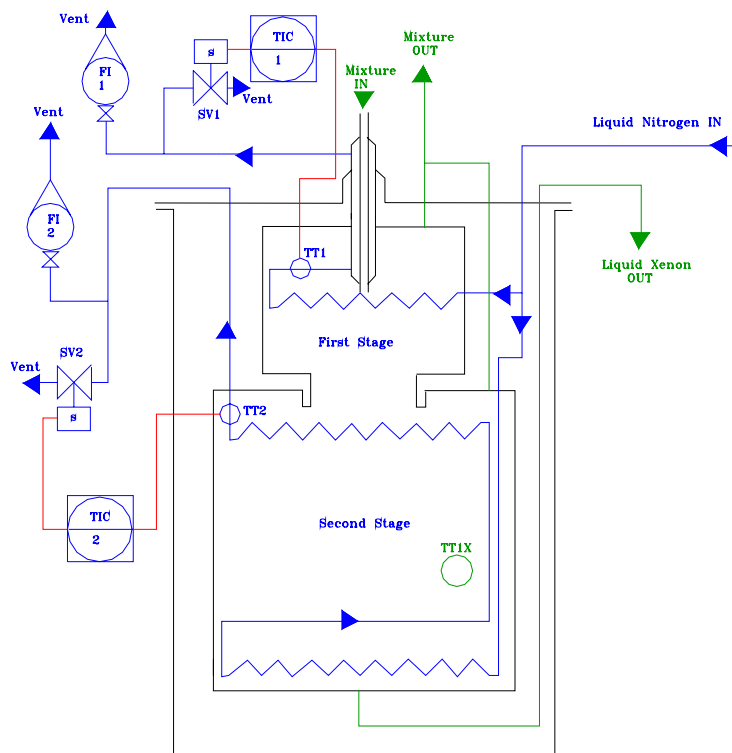 Vent
FI
1
s
TIC
1
Vent
SV1
Mixture
OUT
Mixture
IN
Liquid Nitrogen IN
Vent
FI
2
TT1
Liquid Xenon
OUT
First Stage
SV2
Vent
s
TT2
TIC
2
Second Stage
TT1X